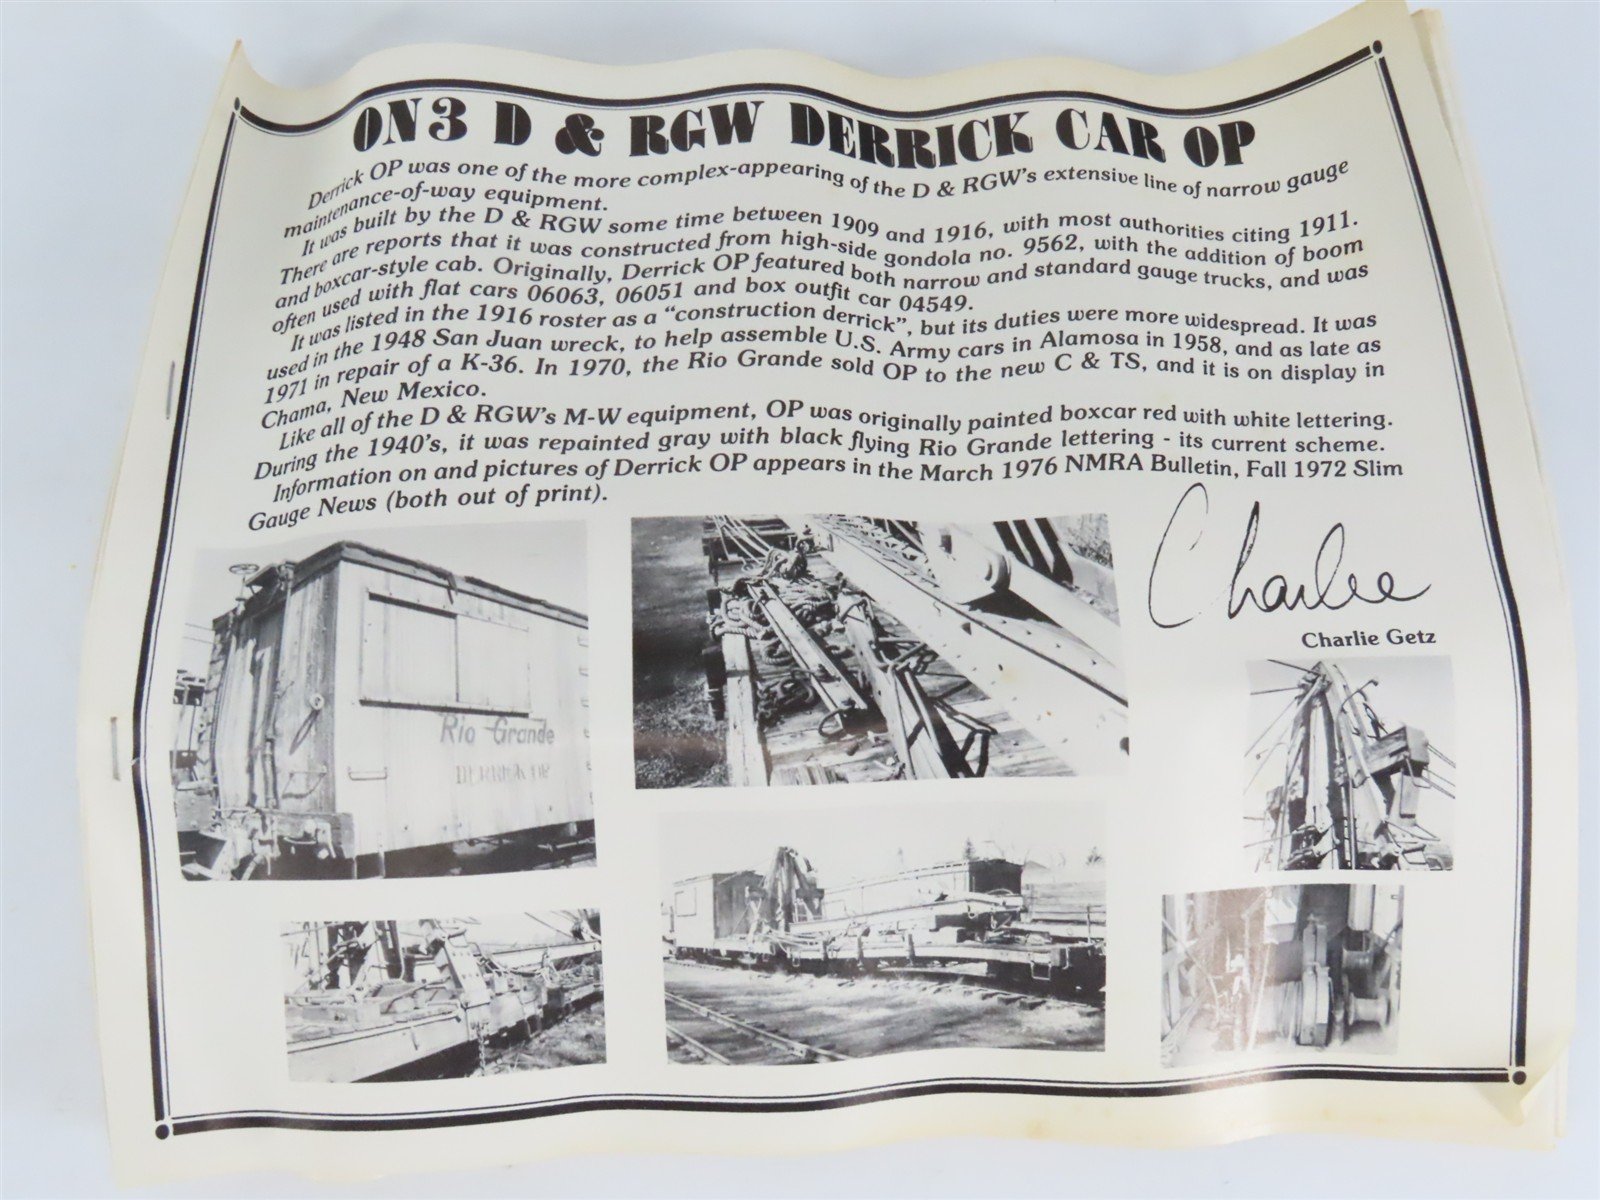 ON3 D & RGW DERRICK CAR OP
Derrick OP was one of the more complex-appearing of the D & RGW's extensive line of narrow gauge
maintenance-of-way equipment.
It was built by the D & RGW some time between 1909 and 1916, with most authorities citing 1911.
There are reports that it was constructed from high-side gondola no. 9562, with the addition of boom
and boxcar-style cab. Originally, Derrick OP featured both narrow and standard gauge trucks, and was
often used with flat cars 06063, 06051 and box outfit car 04549.
It was listed in the 1916 roster as a "construction derrick", but its duties were more widespread. It was
used in the 1948 San Juan wreck, to help assemble U.S. Army cars in Alamosa in 1958, and as late as
1971 in repair of a K-36. In 1970, the Rio Grande sold OP to the new C & TS, and it is on display in
Chama, New Mexico.
Like all of the D & RGW's M-W equipment, OP was originally painted boxcar red with white lettering.
During the 1940's, it was repainted gray with black flying Rio Grande lettering - its current scheme.
Information on and pictures of Derrick OP appears in the March 1976 NMRA Bulletin, Fall 1972 Slim
Gauge News (both out of print).
Charlie
Charlie Getz
Rio Grande
DERRICK OP